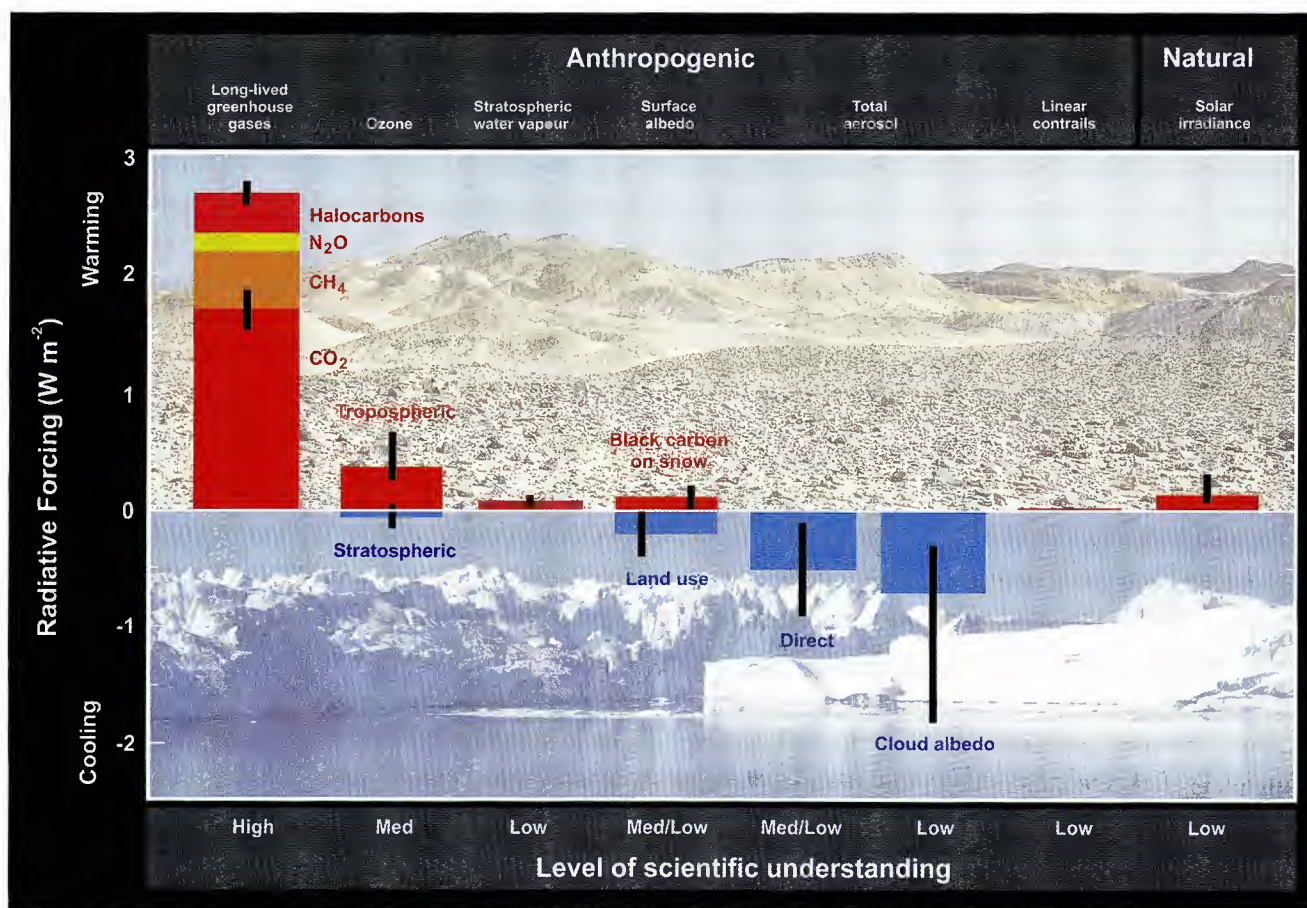 Anthropogenic
Natural
Long-lived
greenhouse
gases
Ozone
Stratospheric
water vapour
Surface
albedo
Total
aerosol
Linear
contrails
Solar
irradiance
Radiative Forcing (W m⁻²)
Warming
Cooling
3
2
1
0
-1
-2
Halocarbons
N₂O
CH₄
CO₂
Tropospheric
Stratospheric
Black carbon
on snow
Land use
Direct
Cloud albedo
High
Med
Low
Med/Low
Med/Low
Low
Low
Low
Level of scientific understanding